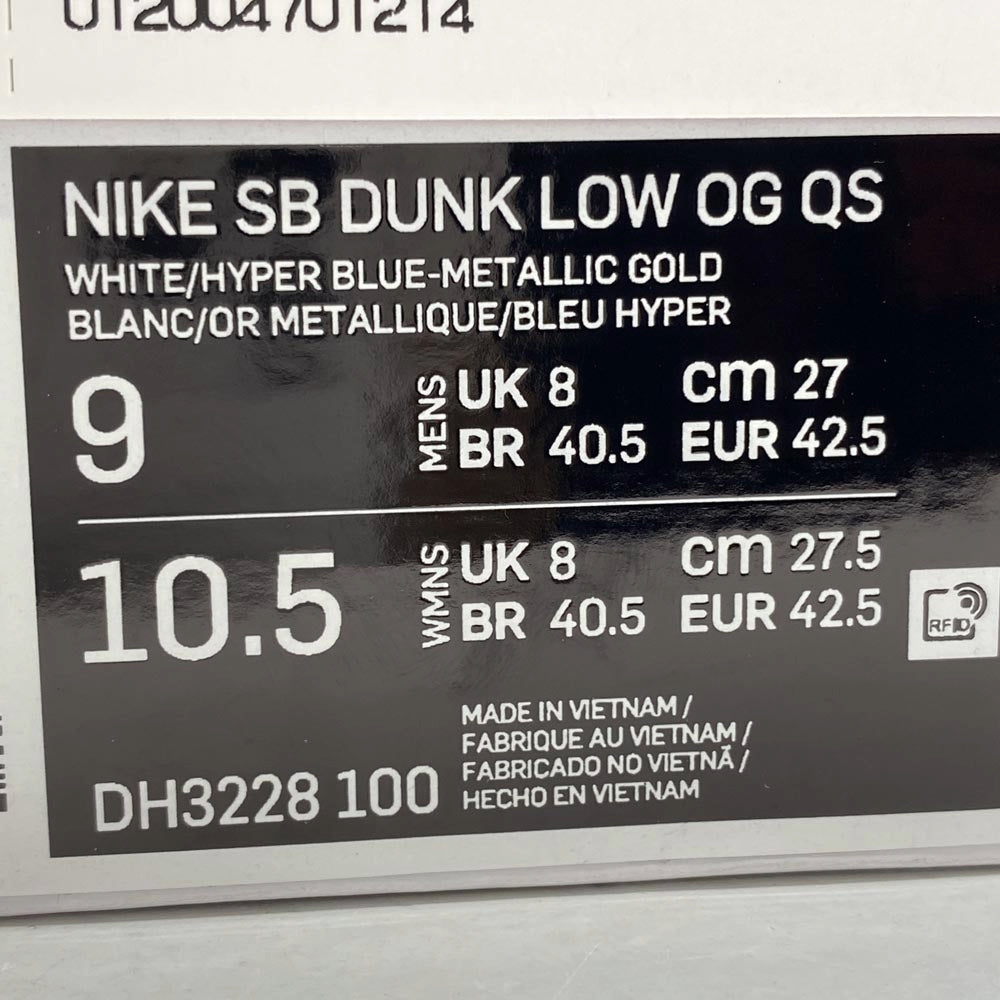 012004701214
NIKE SB DUNK LOW OG QS
WHITE/HYPER BLUE-METALLIC GOLD
BLANC/OR METALLIQUE/BLEU HYPER
9 MENS UK 8 cm 27
BR 40.5 EUR 42.5
10.5 WMNS UK 8 cm 27.5
BR 40.5 EUR 42.5
RFID
MADE IN VIETNAM /
FABRIQUE AU VIETNAM /
FABRICADO NO VIETNÃ /
HECHO EN VIETNAM
DH3228 100